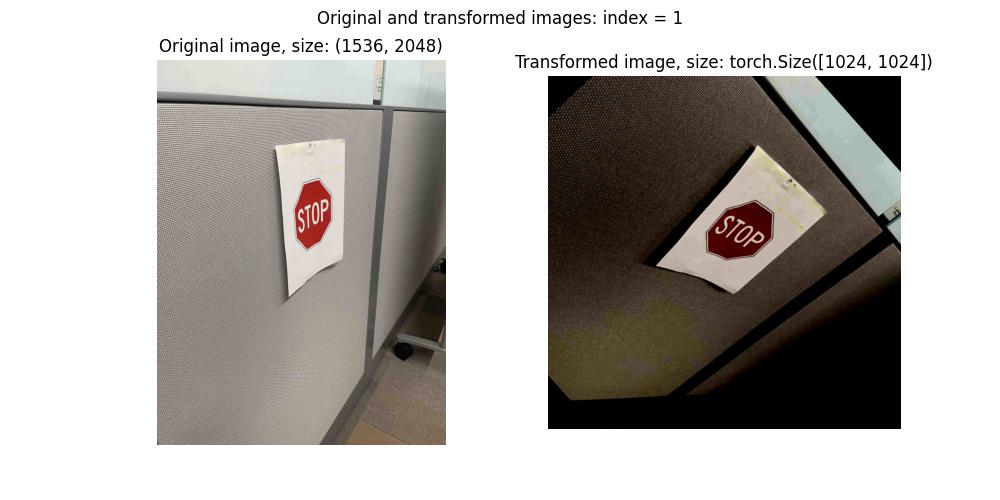 Original and transformed images: index = 1
Original image, size: (1536, 2048)
Transformed image, size: torch.Size([1024, 1024])
STOP
STOP